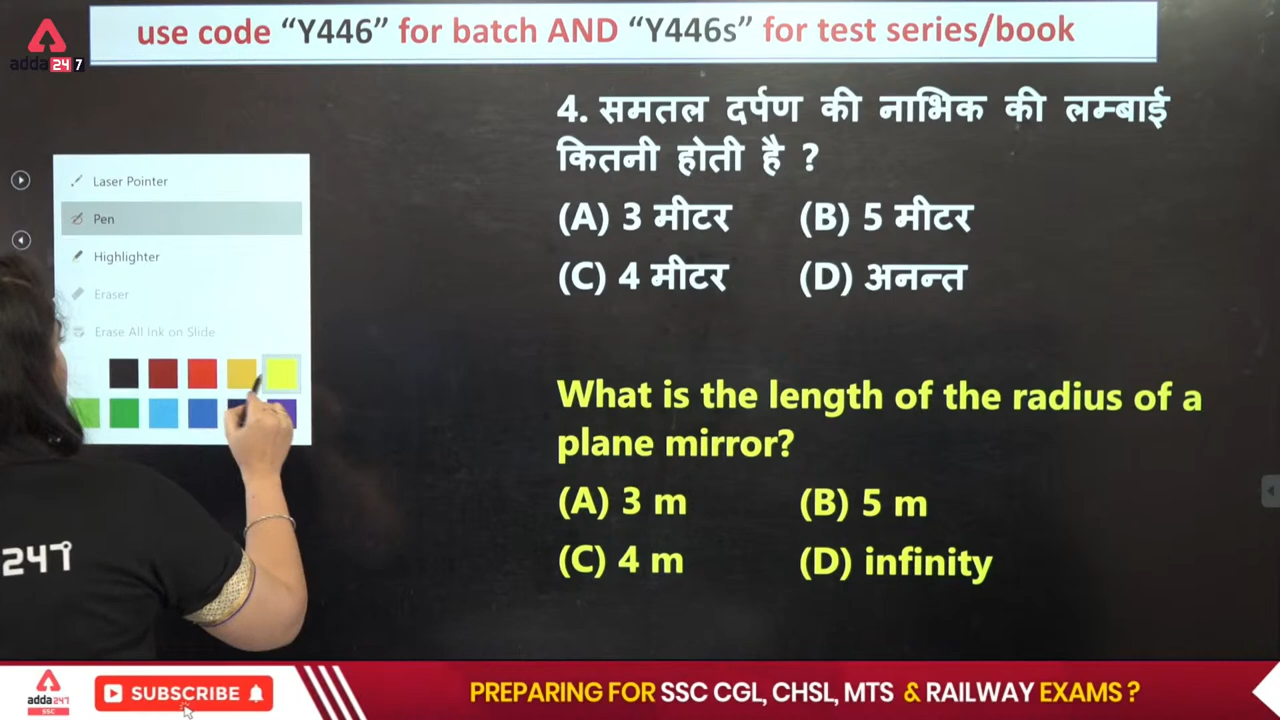 use code “Y446” for batch AND “Y446s” for test series/book
adda247
4. समतल दर्पण की नाभिक की लम्बाई
कितनी होती है ?
(A) 3 मीटर (B) 5 मीटर
(C) 4 मीटर (D) अनन्त
Laser Pointer
Pen
Highlighter
Eraser
Erase All Ink on Slide
What is the length of the radius of a
plane mirror?
(A) 3 m (B) 5 m
(C) 4 m (D) infinity
247
adda247
SSC
SUBSCRIBE
PREPARING FOR SSC CGL, CHSL, MTS & RAILWAY EXAMS ?